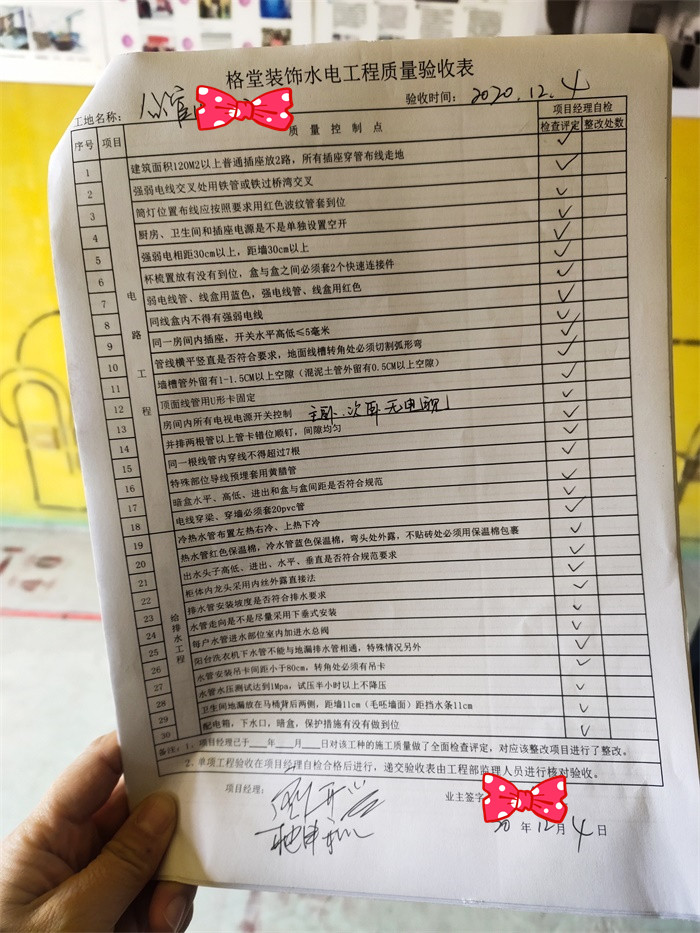 格堂装饰水电工程质量验收表
工地名称： 验收时间： 2020.12.4
序号 项目 质量控制点 项目经理自检
检查评定 整改处数
电路工程
1 建筑面积120M2以上普通插座放2路，所有插座穿管布线走地 ✓
2 强弱电线交叉处用铁管或铁过桥湾交叉 ✓
3 筒灯位置布线应按照要求用红色波纹管套到位 ✓
4 厨房、卫生间和插座电源是不是单独设置空开 ✓
5 强弱电相距30cm以上，距墙30cm以上 ✓
6 杯梳置放有没有到位，盒与盒之间必须套2个快速连接件 ✓
7 弱电线管、线盒用蓝色，强电线管、线盒用红色 ✓
8 同线盒内不得有强弱电线 ✓
9 同一房间内插座，开关水平高低≤5毫米 ✓
10 管线横平竖直是否符合要求，地面线槽转角处必须切割弧形弯 ✓
11 墙槽管外留有1-1.5CM以上空隙（混泥土管外留有0.5CM以上空隙） ✓
12 顶面线管用U形卡固定 ✓
13 房间内所有电视电源开关控制 主卧.次卧无电视 ✓
14 并排两根管以上管卡错位顺钉，间隙均匀 ✓
15 同一根线管内穿线不得超过7根 ✓
16 特殊部位导线预埋套用黄腊管 ✓
17 暗盒水平、高低、进出和盒与盒间距是否符合规范 ✓
18 电线穿梁、穿墙必须套20pvc管 ✓
给排水工程
19 冷热水管布置左热右冷、上热下冷 ✓
20 热水管红色保温棉，冷水管蓝色保温棉，弯头处外露，不贴砖处必须用保温棉包裹 ✓
21 出水头子高低、进出、水平、垂直是否符合规范要求 ✓
22 柜体内龙头采用内丝外露直接法 ✓
23 排水管安装坡度是否符合排水要求 ✓
24 水管走向是不是尽量采用下垂式安装 ✓
25 每户水管进水部位室内加进水总阀 ✓
26 阳台洗衣机下水管不能与地漏排水管相通，特殊情况另外 ✓
27 水管安装吊卡间距小于80cm，转角处必须有吊卡 ✓
28 水管水压测试达到1Mpa，试压半小时以上不降压 ✓
29 卫生间地漏放在马桶背后两侧，距墙11cm（毛坯墙面）距挡水条11cm ✓
30 配电箱，下水口，暗盒，保护措施有没有做到位 ✓
备注：1、项目经理已于___年___月___日对该工种的施工质量做了全面检查评定，对应该整改项目进行了整改。
2、单项工程验收在项目经理自检合格后进行，递交验收表由工程部监理人员进行核对验收。
项目经理： 业主签字
20 年 12 月 4 日